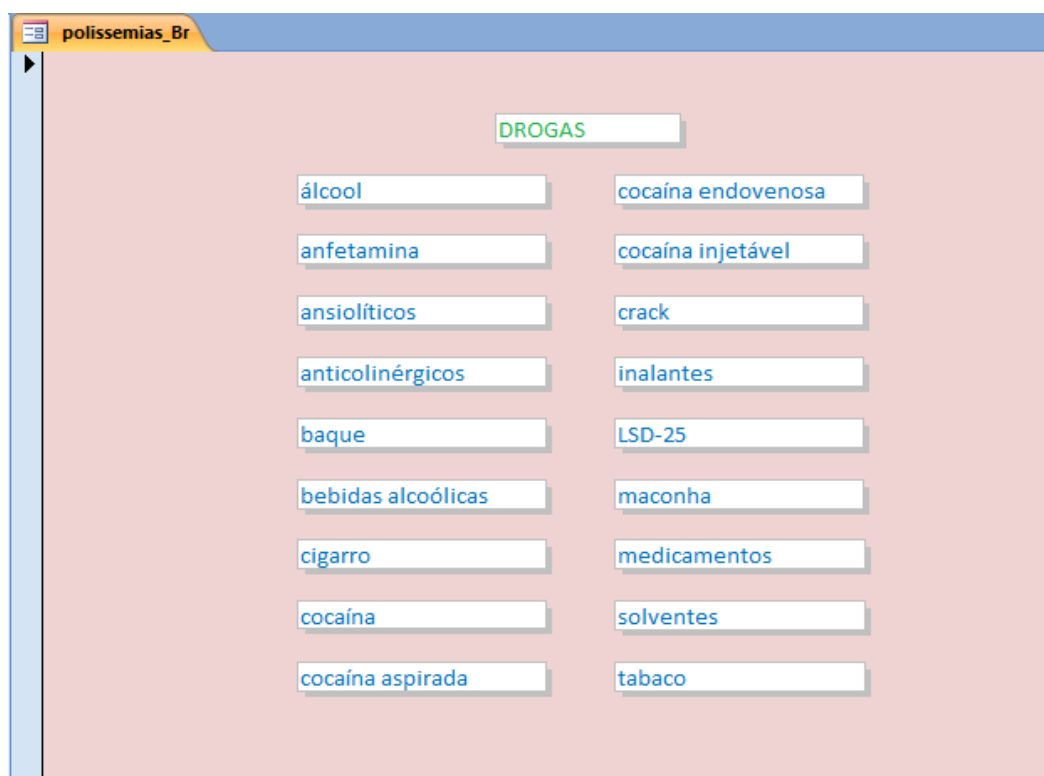 polissemias_Br
DROGAS
álcool
anfetamina
ansiolíticos
anticolinérgicos
baque
bebidas alcoólicas
cigarro
cocaína
cocaína aspirada
cocaína endovenosa
cocaína injetável
crack
inalantes
LSD-25
maconha
medicamentos
solventes
tabaco